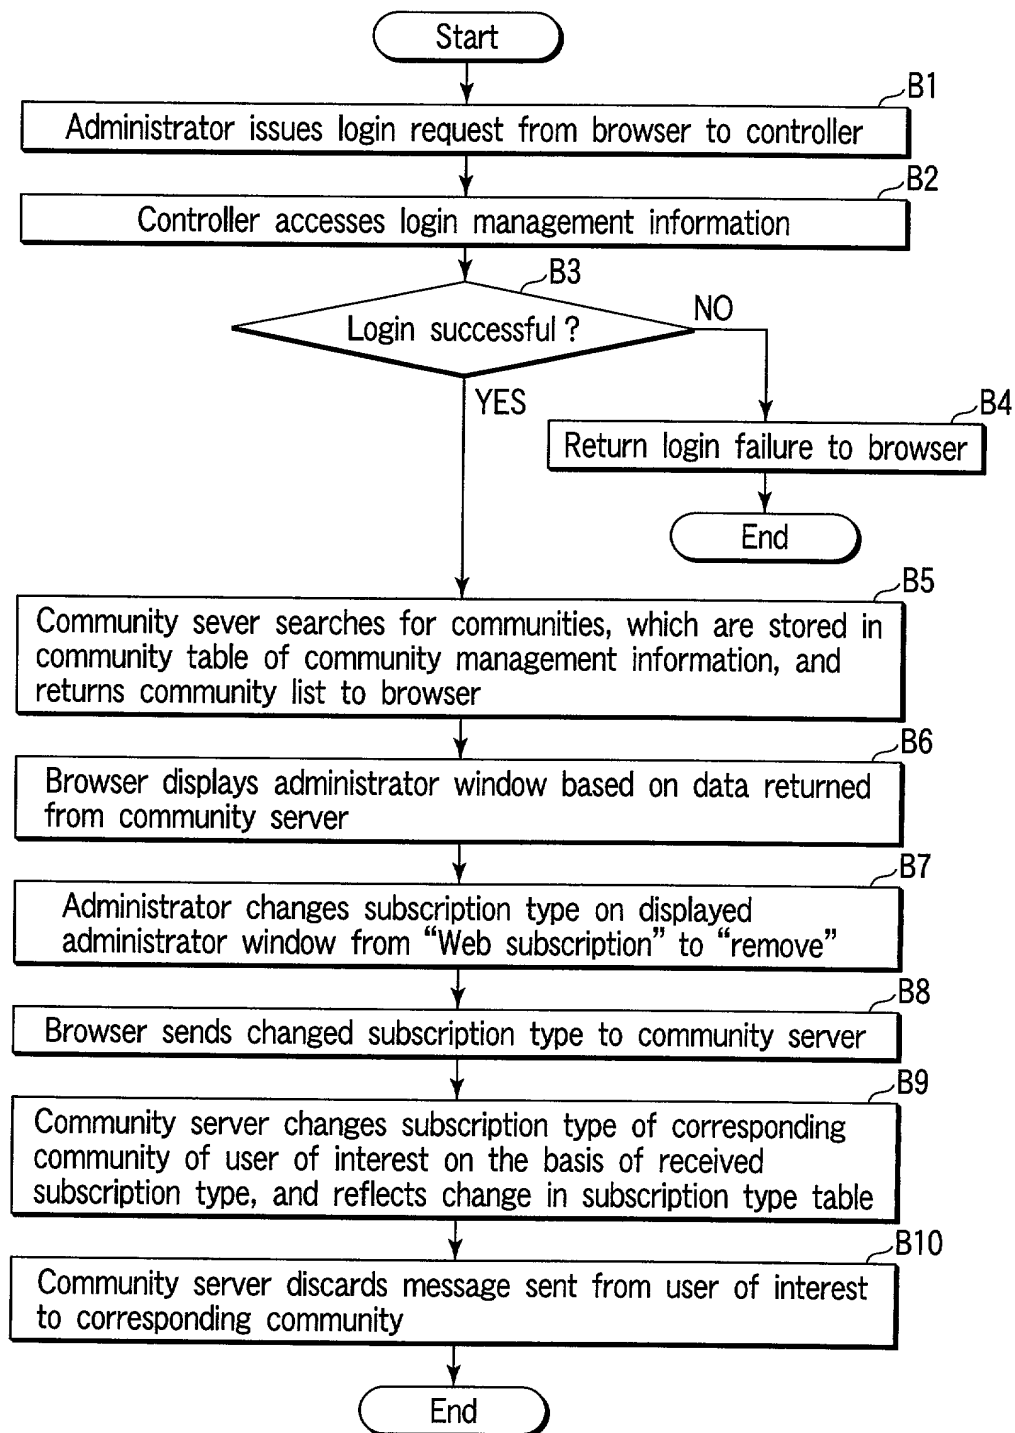 Start
B1
Administrator issues login request from browser to controller
B2
Controller accesses login management information
B3
Login successful ?
NO
YES
B4
Return login failure to browser
End
B5
Community sever searches for communities, which are stored in
community table of community management information, and
returns community list to browser
B6
Browser displays administrator window based on data returned
from community server
B7
Administrator changes subscription type on displayed
administrator window from “Web subscription” to “remove”
B8
Browser sends changed subscription type to community server
B9
Community server changes subscription type of corresponding
community of user of interest on the basis of received
subscription type, and reflects change in subscription type table
B10
Community server discards message sent from user of interest
to corresponding community
End